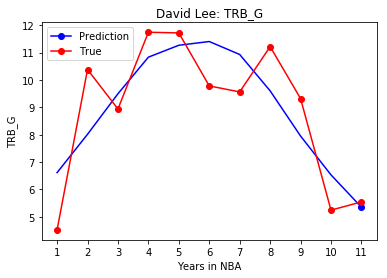 David Lee: TRB_G
Prediction
True
TRB_G
12
11
10
9
8
7
6
5
1 2 3 4 5 6 7 8 9 10 11
Years in NBA